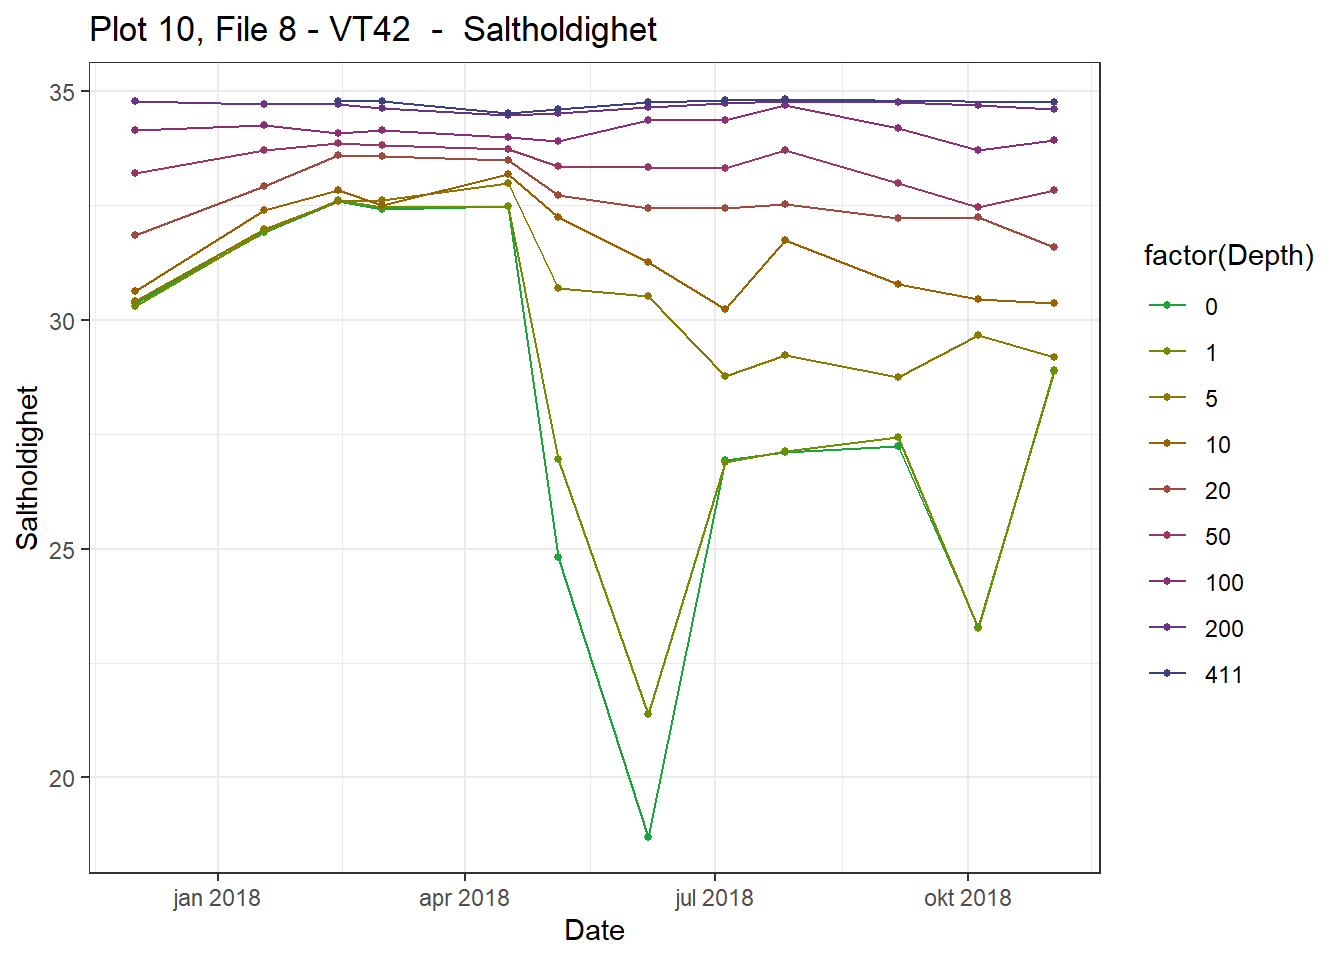 Plot 10, File 8 - VT42  -  Saltholdighet
35
30
25
20
Saltholdighet
jan 2018
apr 2018
jul 2018
okt 2018
Date
factor(Depth)
0
1
5
10
20
50
100
200
411